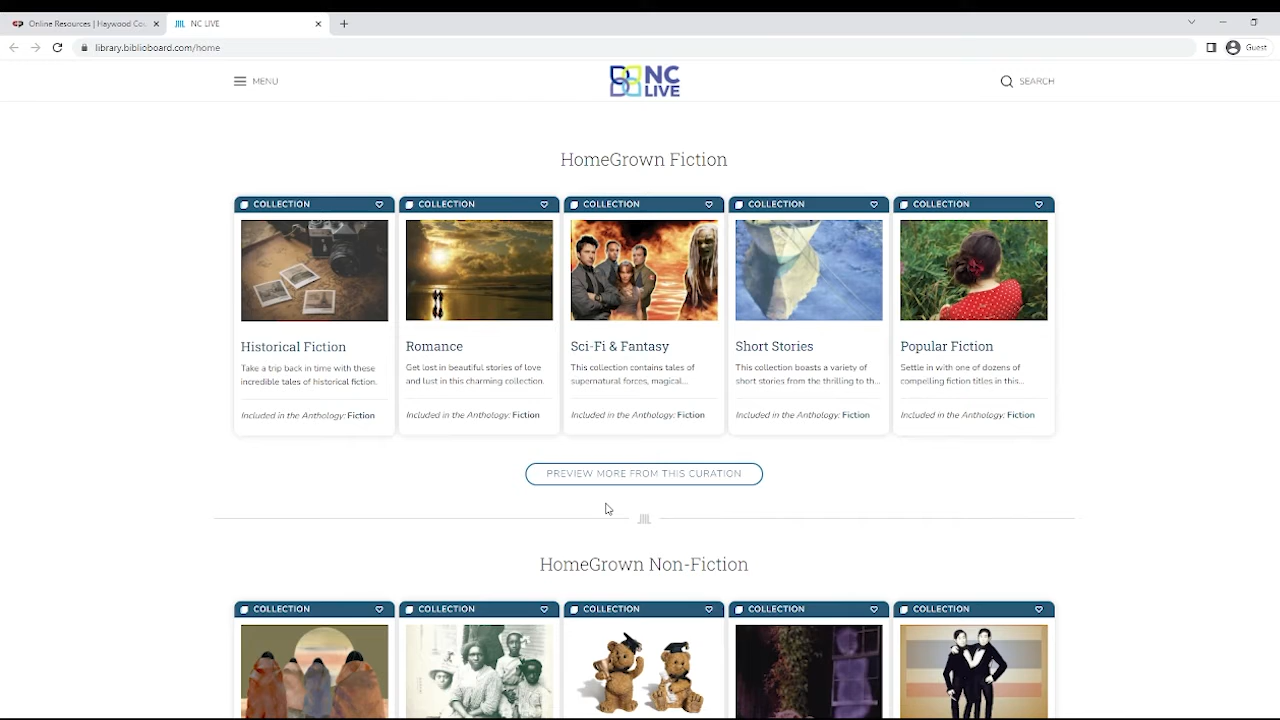 Online Resources | Haywood Cou
NC LIVE
library.biblioboard.com/home
Guest
MENU
NC LIVE
SEARCH
HomeGrown Fiction
COLLECTION
COLLECTION
COLLECTION
COLLECTION
COLLECTION
Historical Fiction
Take a trip back in time with these
incredible tales of historical fiction.
Included in the Anthology: Fiction
Romance
Get lost in beautiful stories of love
and lust in this charming collection.
Included in the Anthology: Fiction
Sci-Fi & Fantasy
This collection contains tales of
supernatural forces, magical...
Included in the Anthology: Fiction
Short Stories
This collection boasts a variety of
short stories from the thrilling to th...
Included in the Anthology: Fiction
Popular Fiction
Settle in with one of dozens of
compelling fiction titles in this...
Included in the Anthology: Fiction
PREVIEW MORE FROM THIS CURATION
HomeGrown Non-Fiction
COLLECTION
COLLECTION
COLLECTION
COLLECTION
COLLECTION